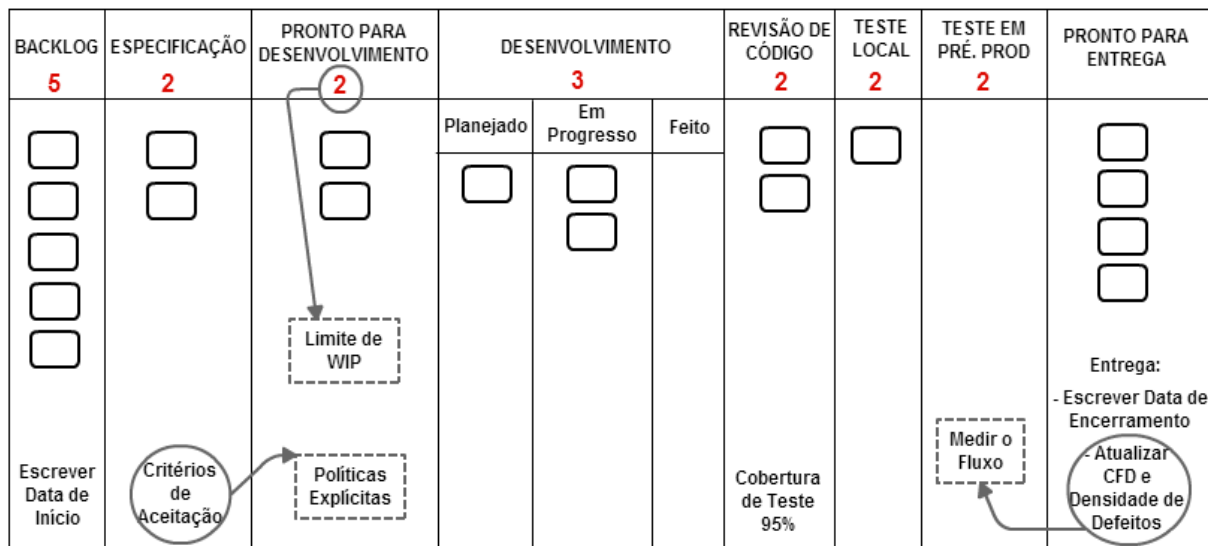 BACKLOG
5
ESPECIFICAÇÃO
2
PRONTO PARA
DESENVOLVIMENTO
2
DESENVOLVIMENTO
3
REVISÃO DE
CÓDIGO
2
TESTE
LOCAL
2
TESTE EM
PRÉ. PROD
2
PRONTO PARA
ENTREGA
Planejado
Em
Progresso
Feito
Limite de
WIP
Escrever
Data de
Início
Critérios
de
Aceitação
Políticas
Explícitas
Cobertura
de Teste
95%
Medir o
Fluxo
Entrega:
- Escrever Data de
Encerramento
- Atualizar
CFD e
Densidade de
Defeitos